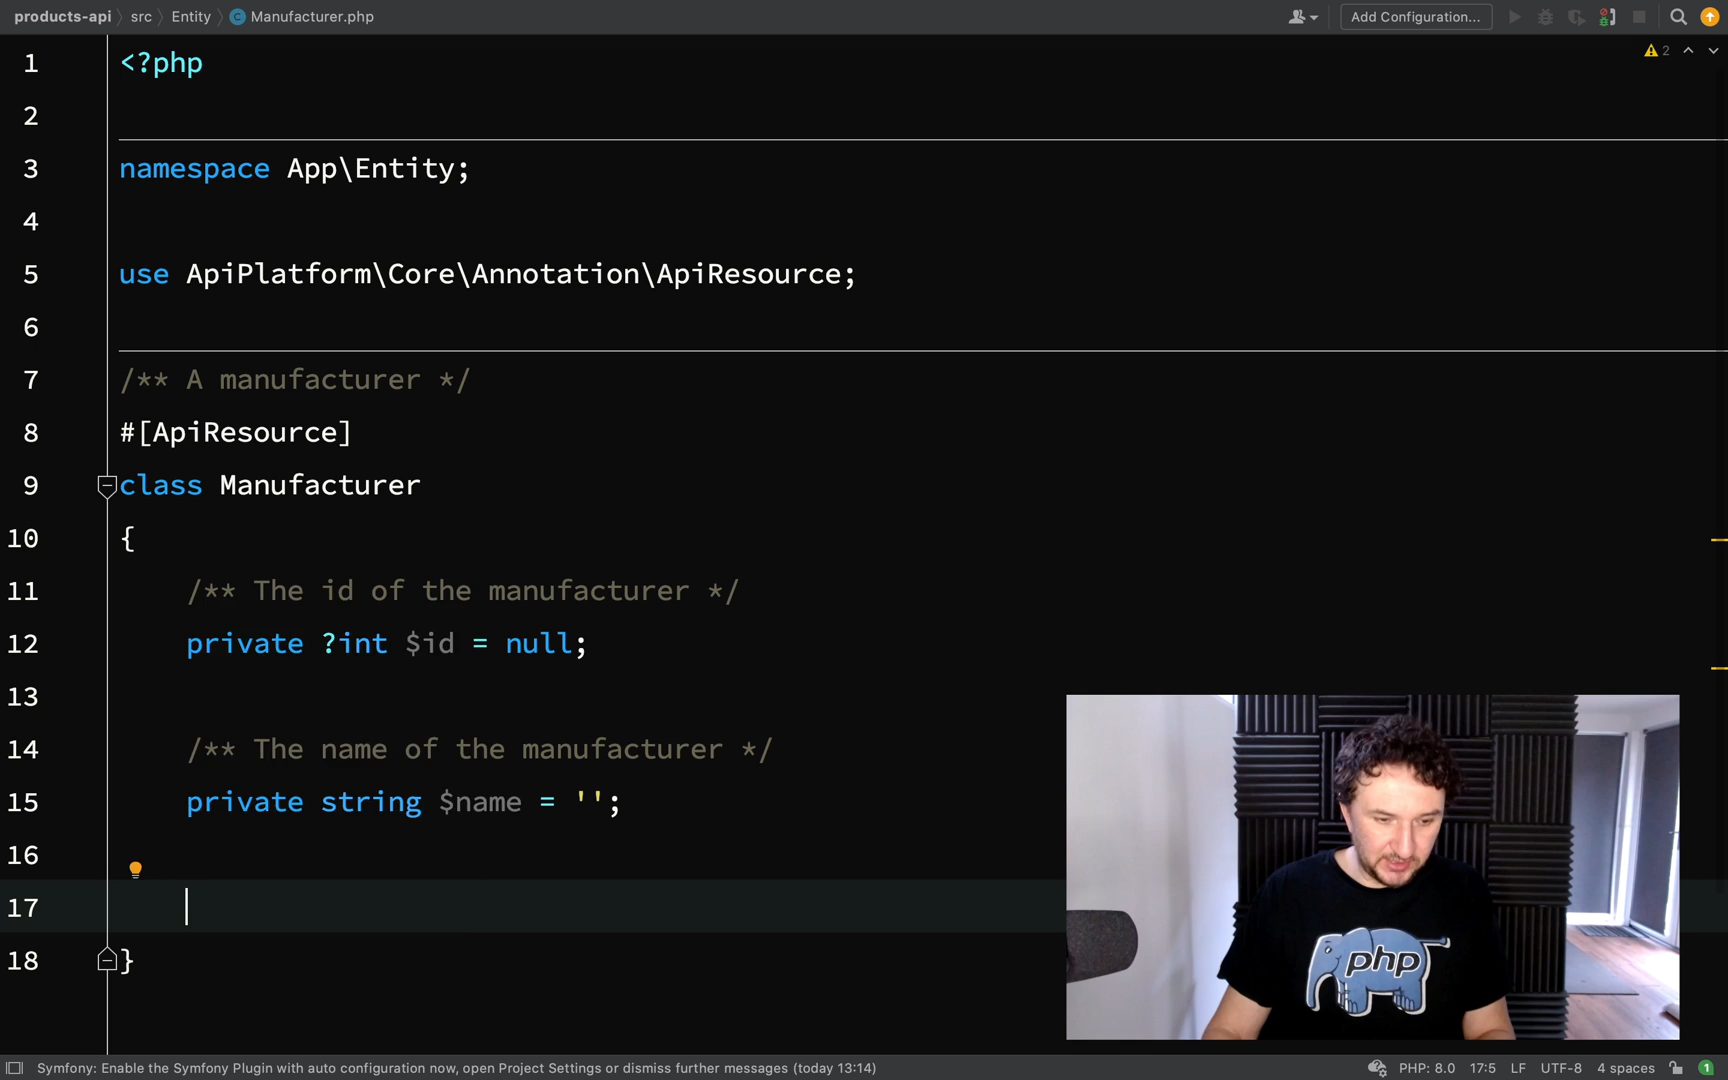 products-api src Entity Manufacturer.php Add Configuration...
2
1 <?php
2
3 namespace App\Entity;
4
5 use ApiPlatform\Core\Annotation\ApiResource;
6
7 /** A manufacturer */
8 #[ApiResource]
9 class Manufacturer
10 {
11 /** The id of the manufacturer */
12 private ?int $id = null;
13
14 /** The name of the manufacturer */
15 private string $name = '';
16
17
18 }
php
Symfony: Enable the Symfony Plugin with auto configuration now, open Project Settings or dismiss further messages (today 13:14) PHP: 8.0 17:5 LF UTF-8 4 spaces 1